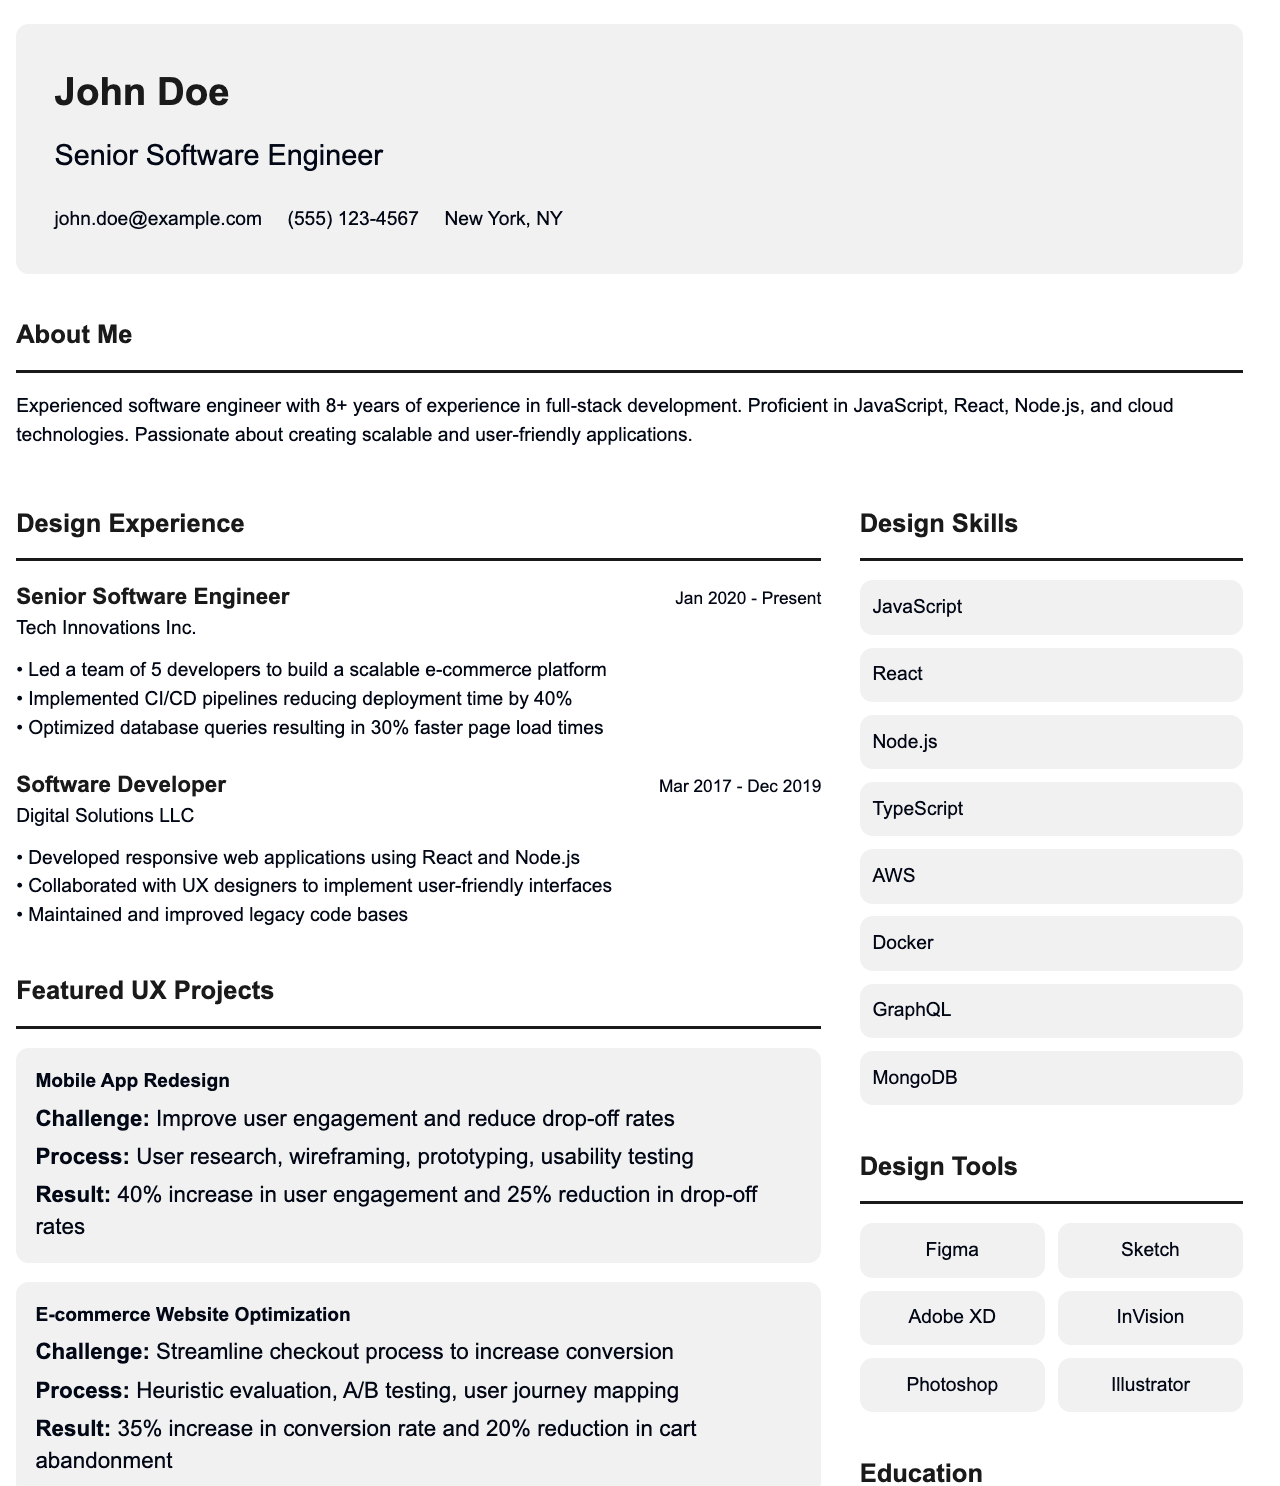 John Doe
Senior Software Engineer
john.doe@example.com (555) 123-4567 New York, NY
About Me
Experienced software engineer with 8+ years of experience in full-stack development. Proficient in JavaScript, React, Node.js, and cloud
technologies. Passionate about creating scalable and user-friendly applications.
Design Experience
Senior Software Engineer Jan 2020 - Present
Tech Innovations Inc.
• Led a team of 5 developers to build a scalable e-commerce platform
• Implemented CI/CD pipelines reducing deployment time by 40%
• Optimized database queries resulting in 30% faster page load times
Software Developer Mar 2017 - Dec 2019
Digital Solutions LLC
• Developed responsive web applications using React and Node.js
• Collaborated with UX designers to implement user-friendly interfaces
• Maintained and improved legacy code bases
Featured UX Projects
Mobile App Redesign
Challenge: Improve user engagement and reduce drop-off rates
Process: User research, wireframing, prototyping, usability testing
Result: 40% increase in user engagement and 25% reduction in drop-off
rates
E-commerce Website Optimization
Challenge: Streamline checkout process to increase conversion
Process: Heuristic evaluation, A/B testing, user journey mapping
Result: 35% increase in conversion rate and 20% reduction in cart
abandonment
Design Skills
JavaScript
React
Node.js
TypeScript
AWS
Docker
GraphQL
MongoDB
Design Tools
Figma Sketch
Adobe XD InVision
Photoshop Illustrator
Education